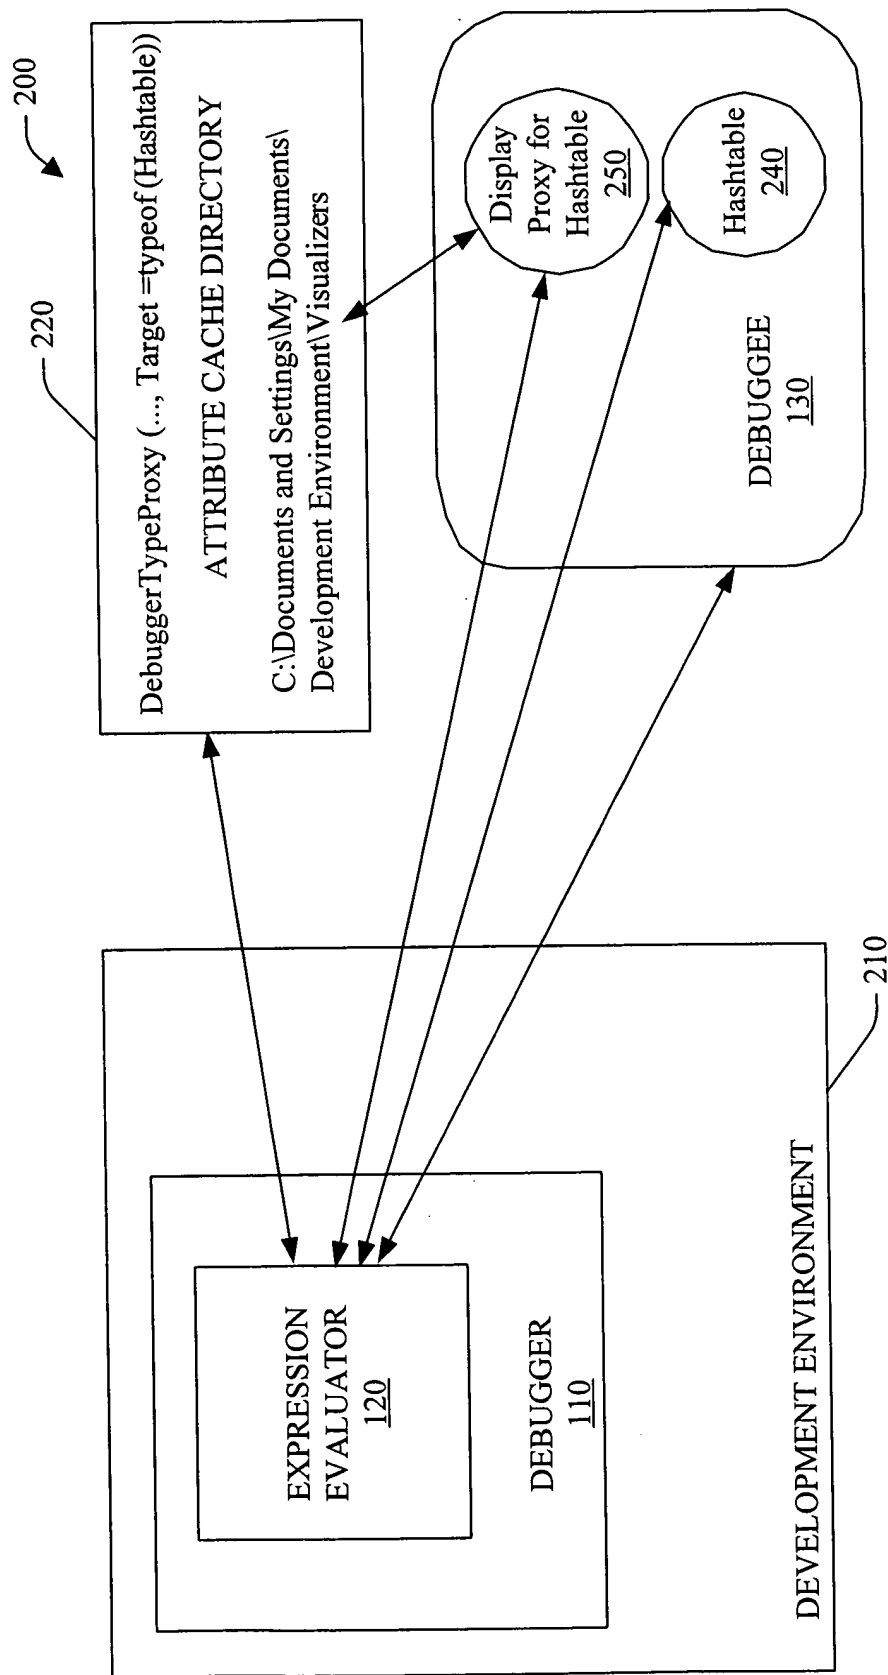 200
220
DebuggerTypeProxy (..., Target =typeof (Hashtable))
ATTRIBUTE CACHE DIRECTORY
C:\Documents and Settings\My Documents\
Development Environment\Visualizers
EXPRESSION
EVALUATOR
120
DEBUGGER
110
DEVELOPMENT ENVIRONMENT
210
Display
Proxy for
Hashtable
250
Hashtable
240
DEBUGGEE
130